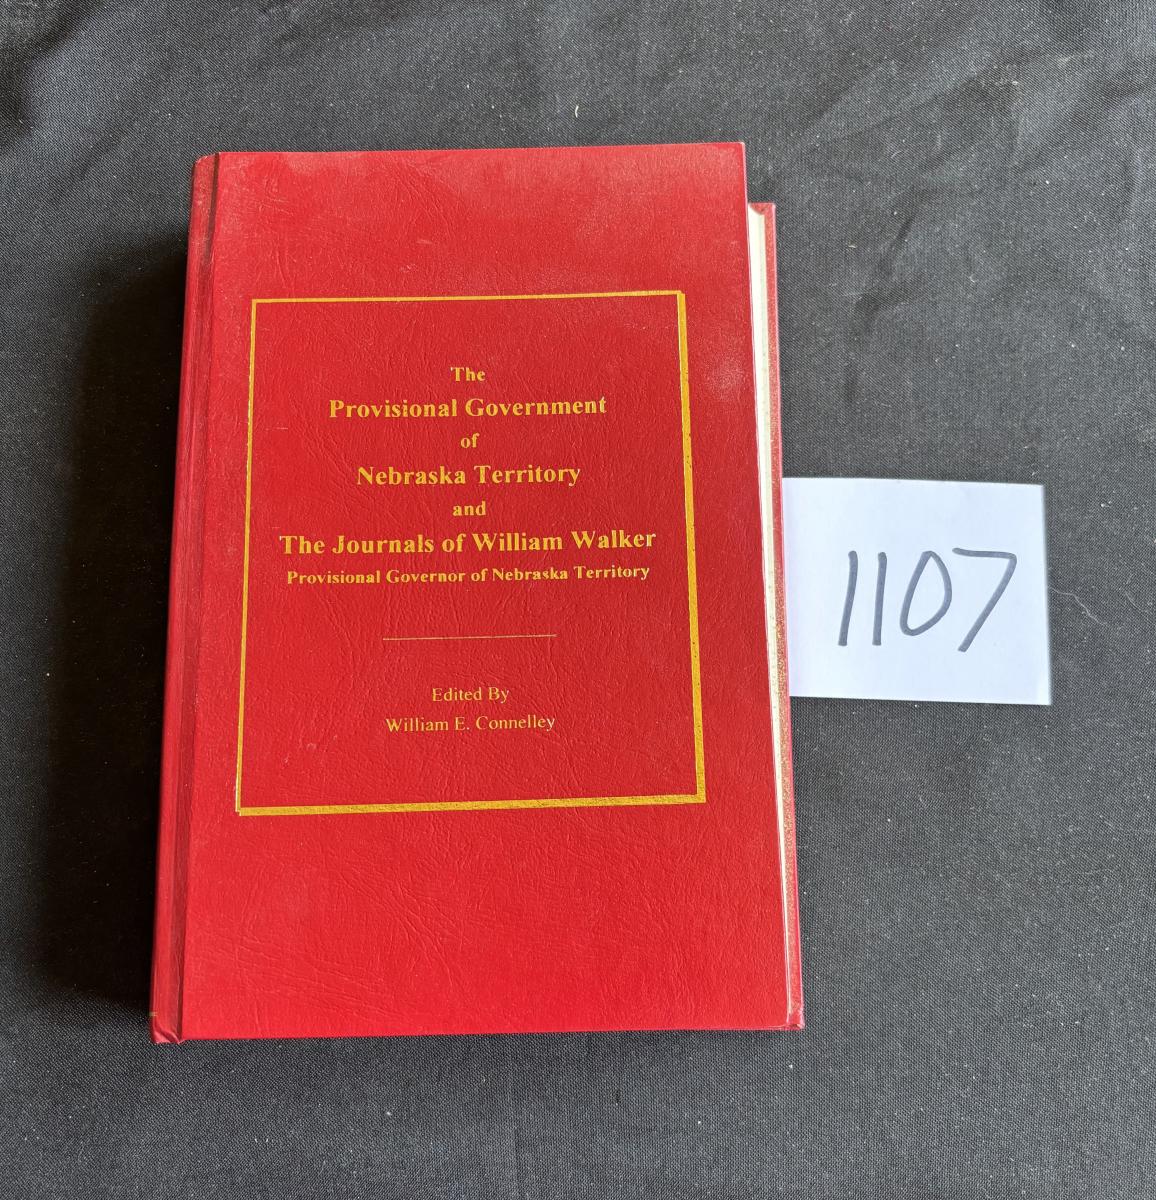 The
Provisional Government
of
Nebraska Territory
and
The Journals of William Walker
Provisional Governor of Nebraska Territory
Edited By
William E. Connelley
1107